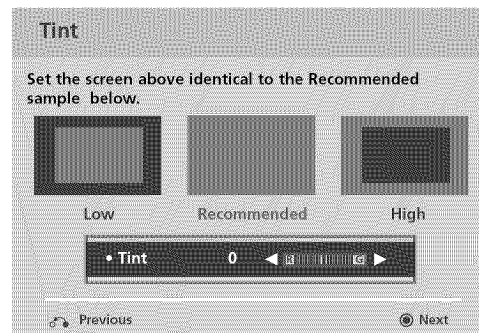 Tint
Set the screen above identical to the Recommended
sample below.
Low Recommended High
• Tint 0 ◀ R G ▶
Previous Next